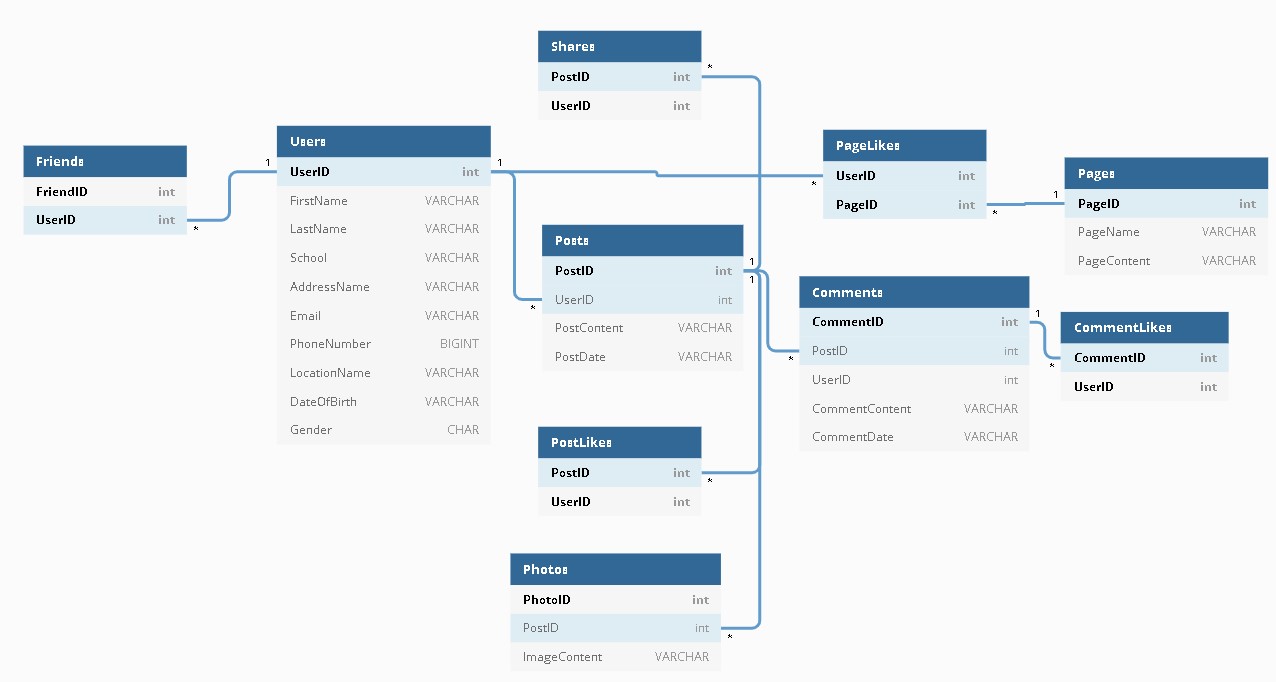 Shares
PostID int
UserID int
Friends
FriendID int
UserID int
Users
UserID int
FirstName VARCHAR
LastName VARCHAR
School VARCHAR
AddressName VARCHAR
Email VARCHAR
PhoneNumber BIGINT
LocationName VARCHAR
DateOfBirth VARCHAR
Gender CHAR
Posts
PostID int
UserID int
PostContent VARCHAR
PostDate VARCHAR
PostLikes
PostID int
UserID int
Photos
PhotoID int
PostID int
ImageContent VARCHAR
PageLikes
UserID int
PageID int
Pages
PageID int
PageName VARCHAR
PageContent VARCHAR
Comments
CommentID int
PostID int
UserID int
CommentContent VARCHAR
CommentDate VARCHAR
CommentLikes
CommentID int
UserID int
*
1
*
1
*
*
1
*
1
1
*
1
*
*
*